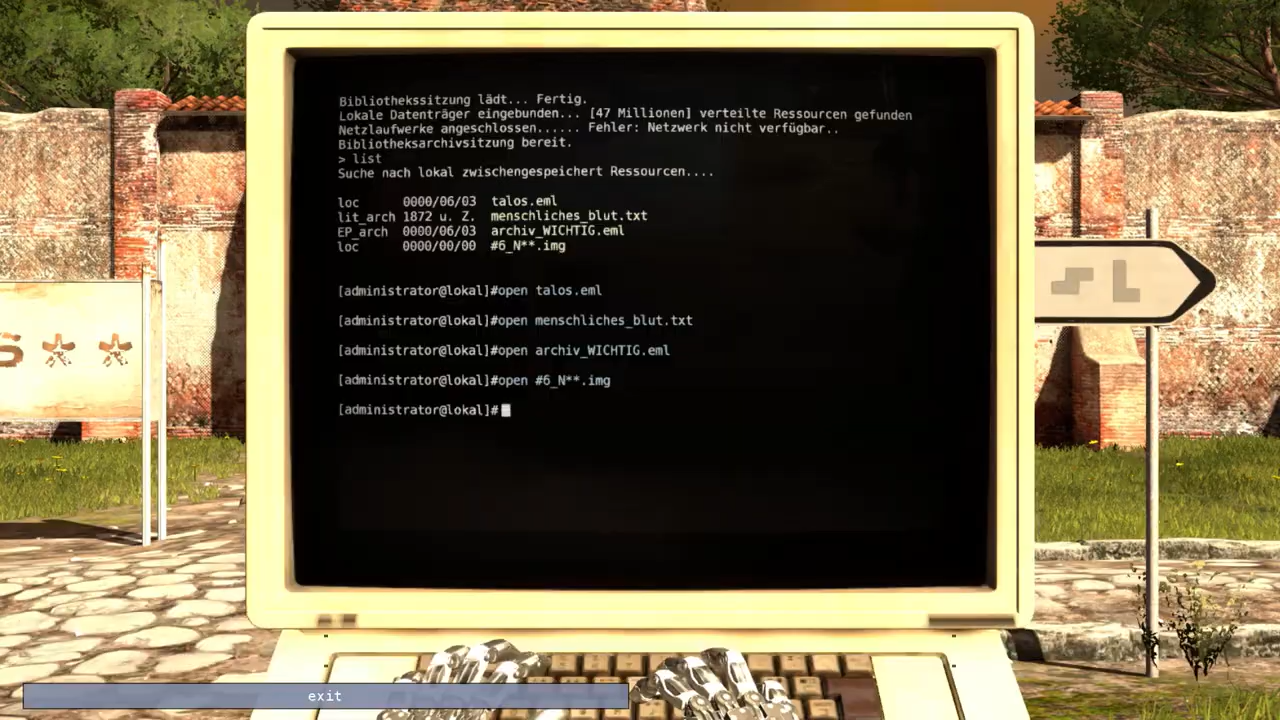 Bibliothekssitzung lädt... Fertig.
Lokale Datenträger eingebunden... [47 Millionen] verteilte Ressourcen gefunden
Netzlaufwerke angeschlossen...... Fehler: Netzwerk nicht verfügbar..
Bibliotheksarchivsitzung bereit.
> list
Suche nach lokal zwischengespeichert Ressourcen....
loc 0000/06/03 talos.eml
lit_arch 1872 u. Z. menschliches_blut.txt
EP_arch 0000/06/03 archiv_WICHTIG.eml
loc 0000/00/00 #6_N**.img
[administrator@lokal]#open talos.eml
[administrator@lokal]#open menschliches_blut.txt
[administrator@lokal]#open archiv_WICHTIG.eml
[administrator@lokal]#open #6_N**.img
[administrator@lokal]#
exit